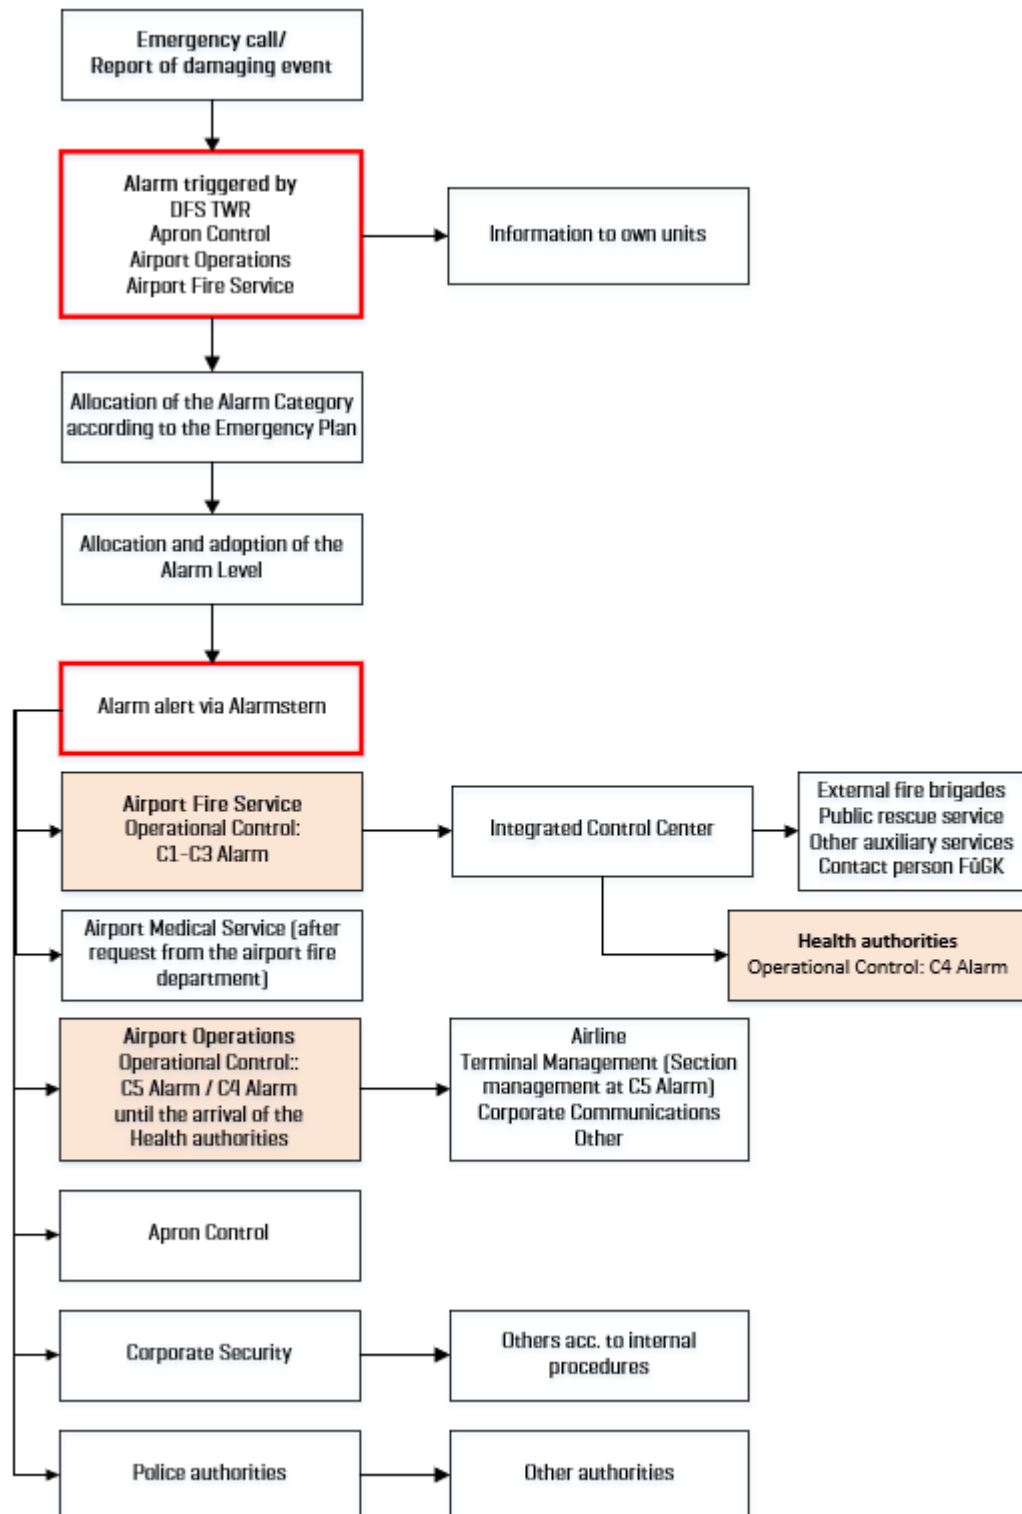 Emergency call/
Report of damaging event
Alarm triggered by
DFS TWR
Apron Control
Airport Operations
Airport Fire Service
Information to own units
Allocation of the Alarm Category
according to the Emergency Plan
Allocation and adoption of the
Alarm Level
Alarm alert via Alarmstern
Airport Fire Service
Operational Control:
C1-C3 Alarm
Integrated Control Center
External fire brigades
Public rescue service
Other auxiliary services
Contact person FüGK
Health authorities
Operational Control: C4 Alarm
Airport Medical Service (after
request from the airport fire
department)
Airport Operations
Operational Control::
C5 Alarm / C4 Alarm
until the arrival of the
Health authorities
Airline
Terminal Management (Section
management at C5 Alarm)
Corporate Communications
Other
Apron Control
Corporate Security
Others acc. to internal
procedures
Police authorities
Other authorities